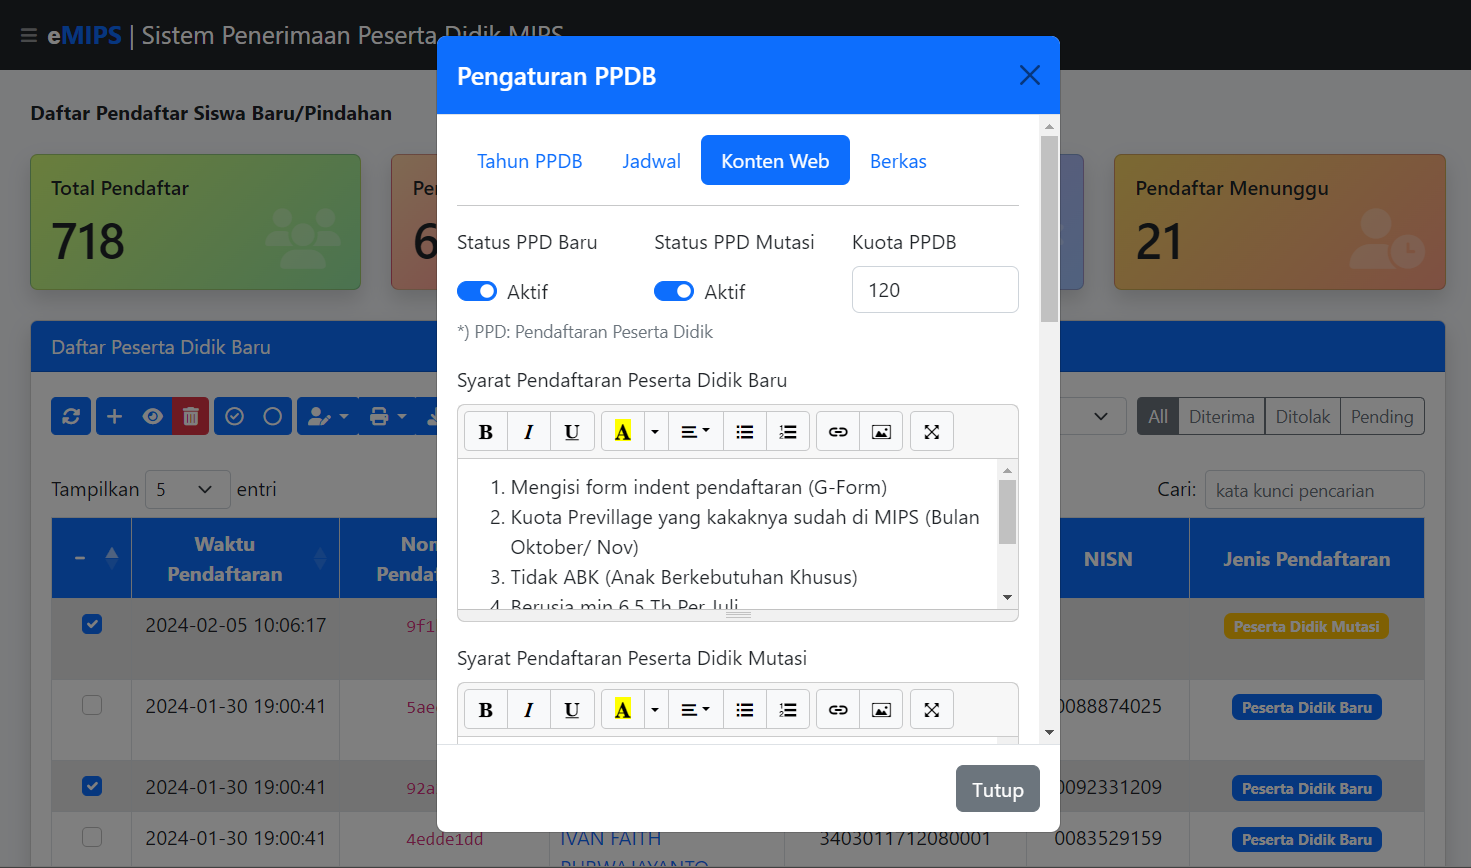 eMIPS | Sistem Penerimaan Peserta Didik MIPS
Pengaturan PPDB
Tahun PPDB
Jadwal
Konten Web
Berkas
Status PPD Baru
Status PPD Mutasi
Kuota PPDB
Aktif
Aktif
120
*) PPD: Pendaftaran Peserta Didik
Syarat Pendaftaran Peserta Didik Baru
B I U A
1. Mengisi form indent pendaftaran (G-Form)
2. Kuota Previllage yang kakaknya sudah di MIPS (Bulan
Oktober/ Nov)
3. Tidak ABK (Anak Berkebutuhan Khusus)
4. Berusia min 6,5 Th Per Juli
Syarat Pendaftaran Peserta Didik Mutasi
B I U A
Tutup
Daftar Pendaftar Siswa Baru/Pindahan
Total Pendaftar
718
Pe
6
Pendaftar Menunggu
21
Daftar Peserta Didik Baru
All Diterima Ditolak Pending
Tampilkan 5 entri
Cari: kata kunci pencarian
Waktu
Pendaftaran
Nom
Pendaf
NISN
Jenis Pendaftaran
2024-02-05 10:06:17 9f1 Peserta Didik Mutasi
2024-01-30 19:00:41 5ae 0088874025 Peserta Didik Baru
2024-01-30 19:00:41 92a 0092331209 Peserta Didik Baru
2024-01-30 19:00:41 4edde1dd IVAN FAITH 3403011712080001 0083529159 Peserta Didik Baru
PURWAJAYANTO